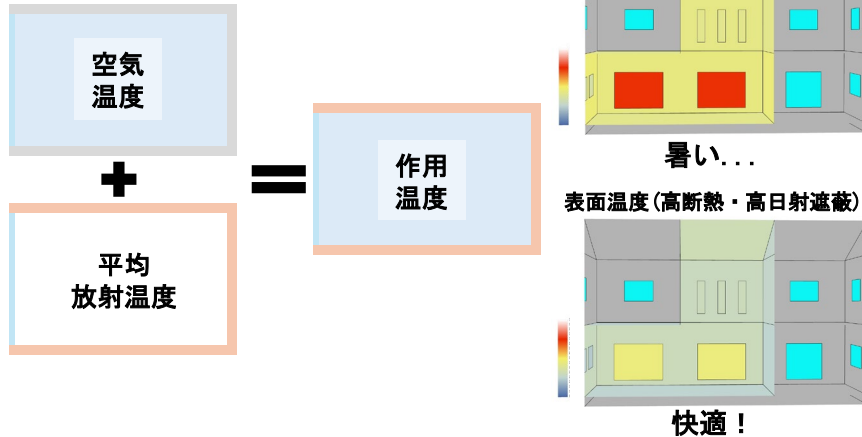 空気
温度
+
平均
放射温度
=
作用
温度
暑い...
表面温度(高断熱・高日射遮蔽)
快適！